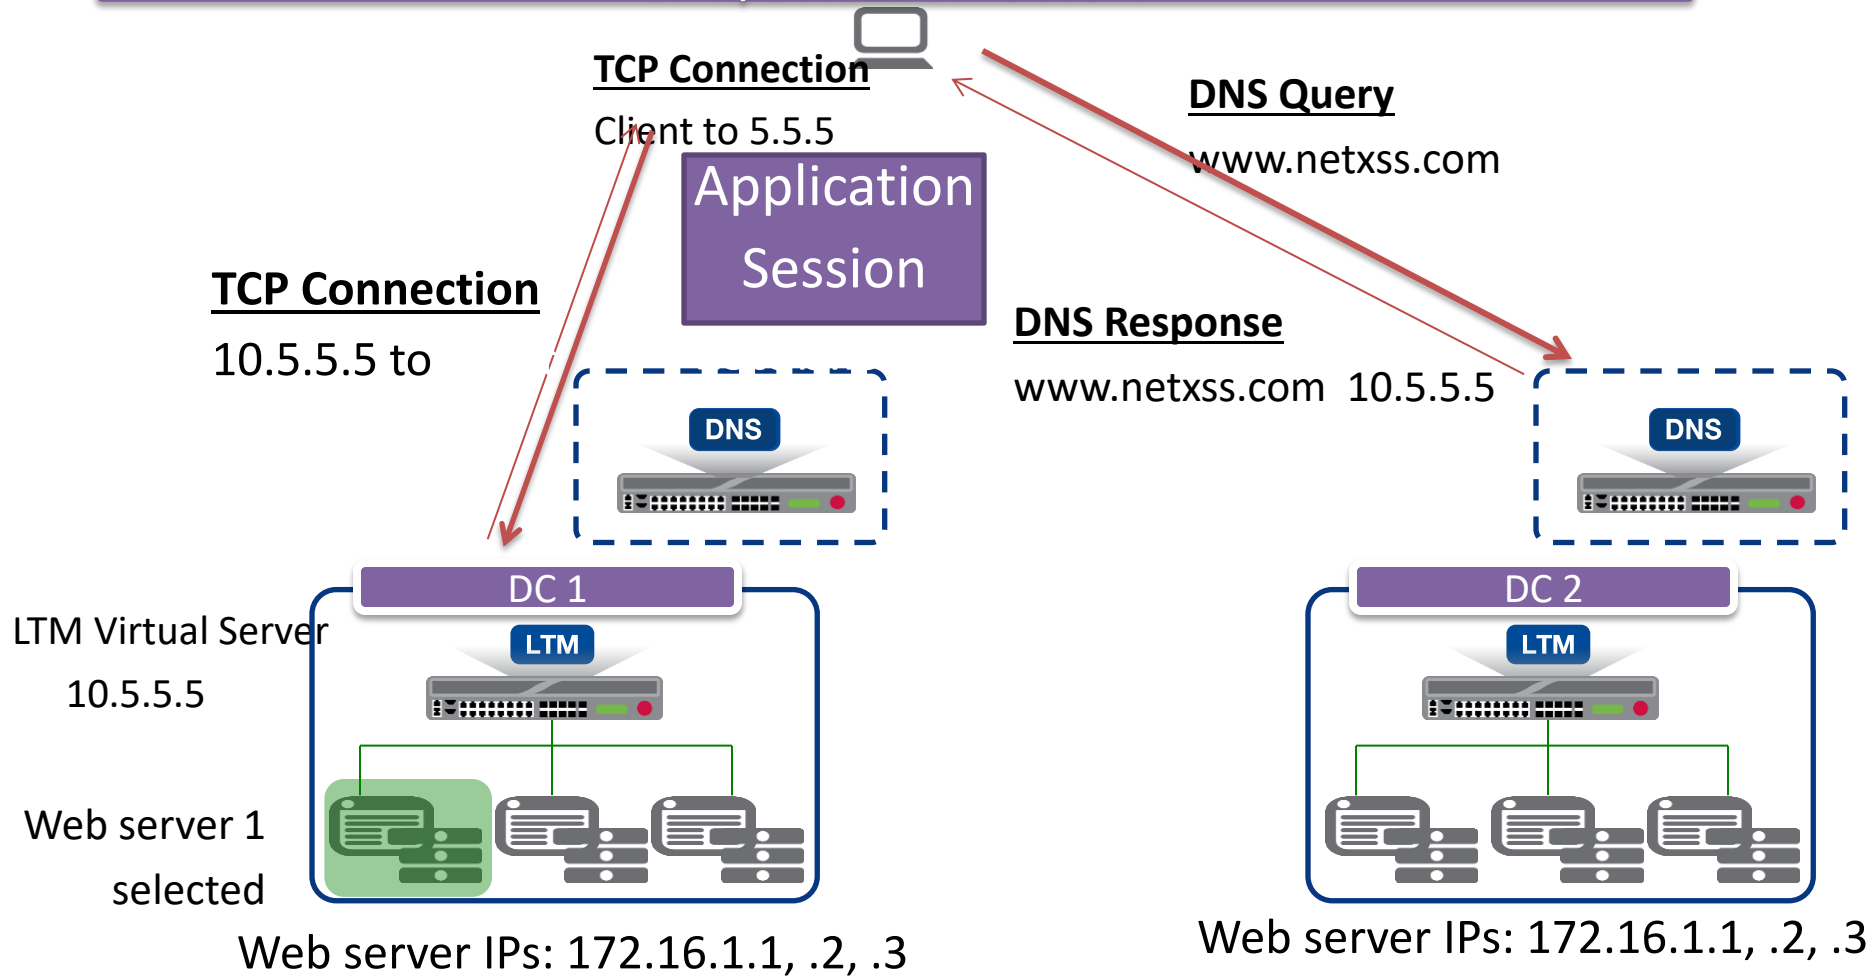 TCP Connection
Client to 5.5.5
DNS Query
www.netxss.com
Application
Session
TCP Connection
10.5.5.5 to
DNS Response
www.netxss.com 10.5.5.5
DNS
DNS
DC 1
DC 2
LTM Virtual Server
10.5.5.5
LTM
LTM
Web server 1
selected
Web server IPs: 172.16.1.1, .2, .3
Web server IPs: 172.16.1.1, .2, .3